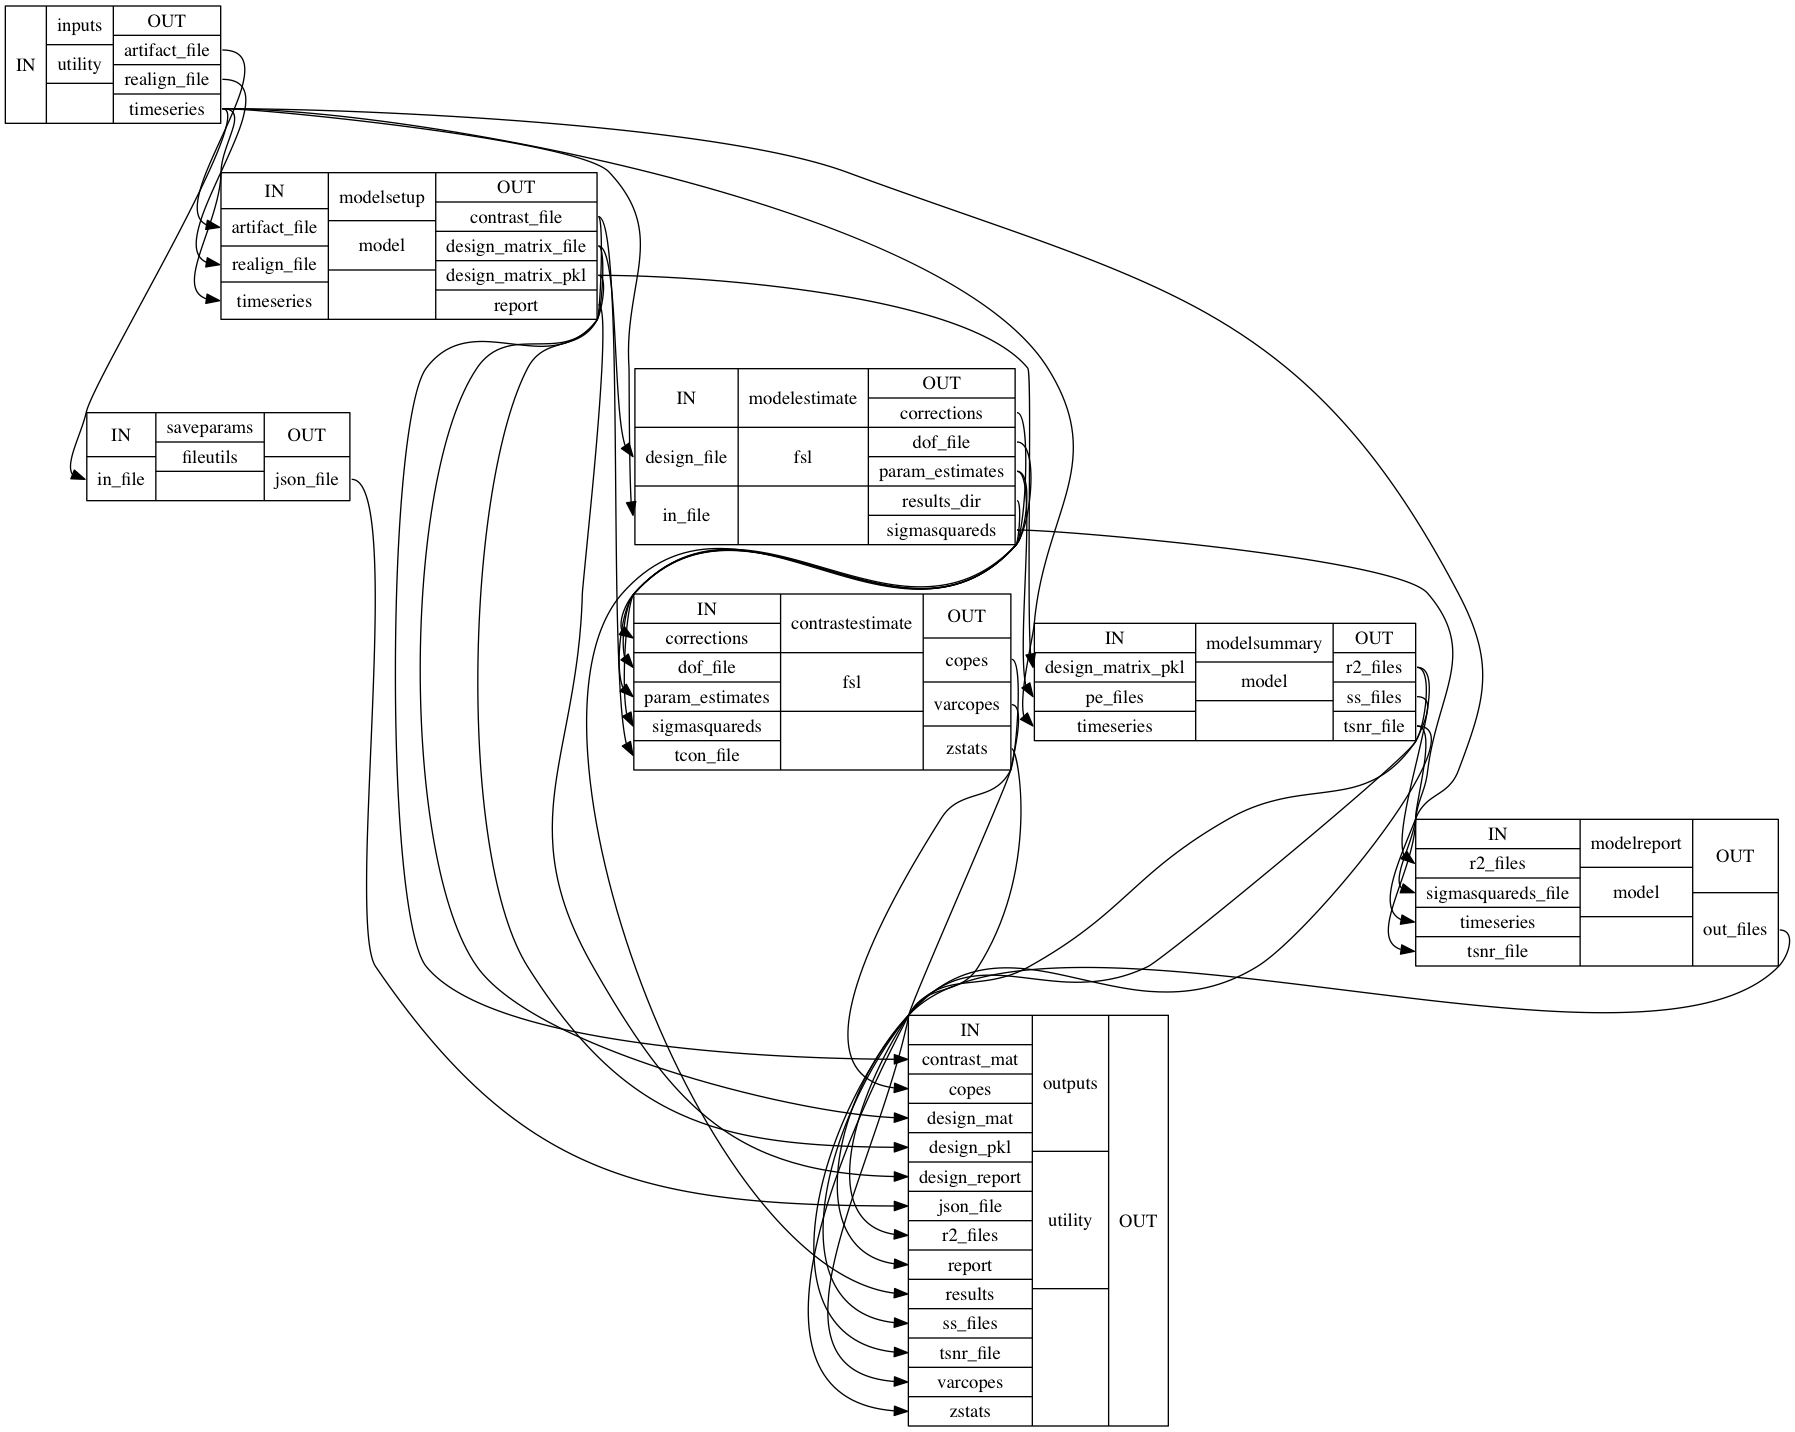 IN
inputs
utility
OUT
artifact_file
realign_file
timeseries
IN
artifact_file
realign_file
timeseries
modelsetup
model
OUT
contrast_file
design_matrix_file
design_matrix_pkl
report
IN
in_file
saveparams
fileutils
OUT
json_file
IN
design_file
in_file
modelestimate
fsl
OUT
corrections
dof_file
param_estimates
results_dir
sigmasquareds
IN
corrections
dof_file
param_estimates
sigmasquareds
tcon_file
contrastestimate
fsl
OUT
copes
varcopes
zstats
IN
design_matrix_pkl
pe_files
timeseries
modelsummary
model
OUT
r2_files
ss_files
tsnr_file
IN
r2_files
sigmasquareds_file
timeseries
tsnr_file
modelreport
model
OUT
out_files
IN
contrast_mat
copes
design_mat
design_pkl
design_report
json_file
r2_files
report
results
ss_files
tsnr_file
varcopes
zstats
outputs
utility
OUT